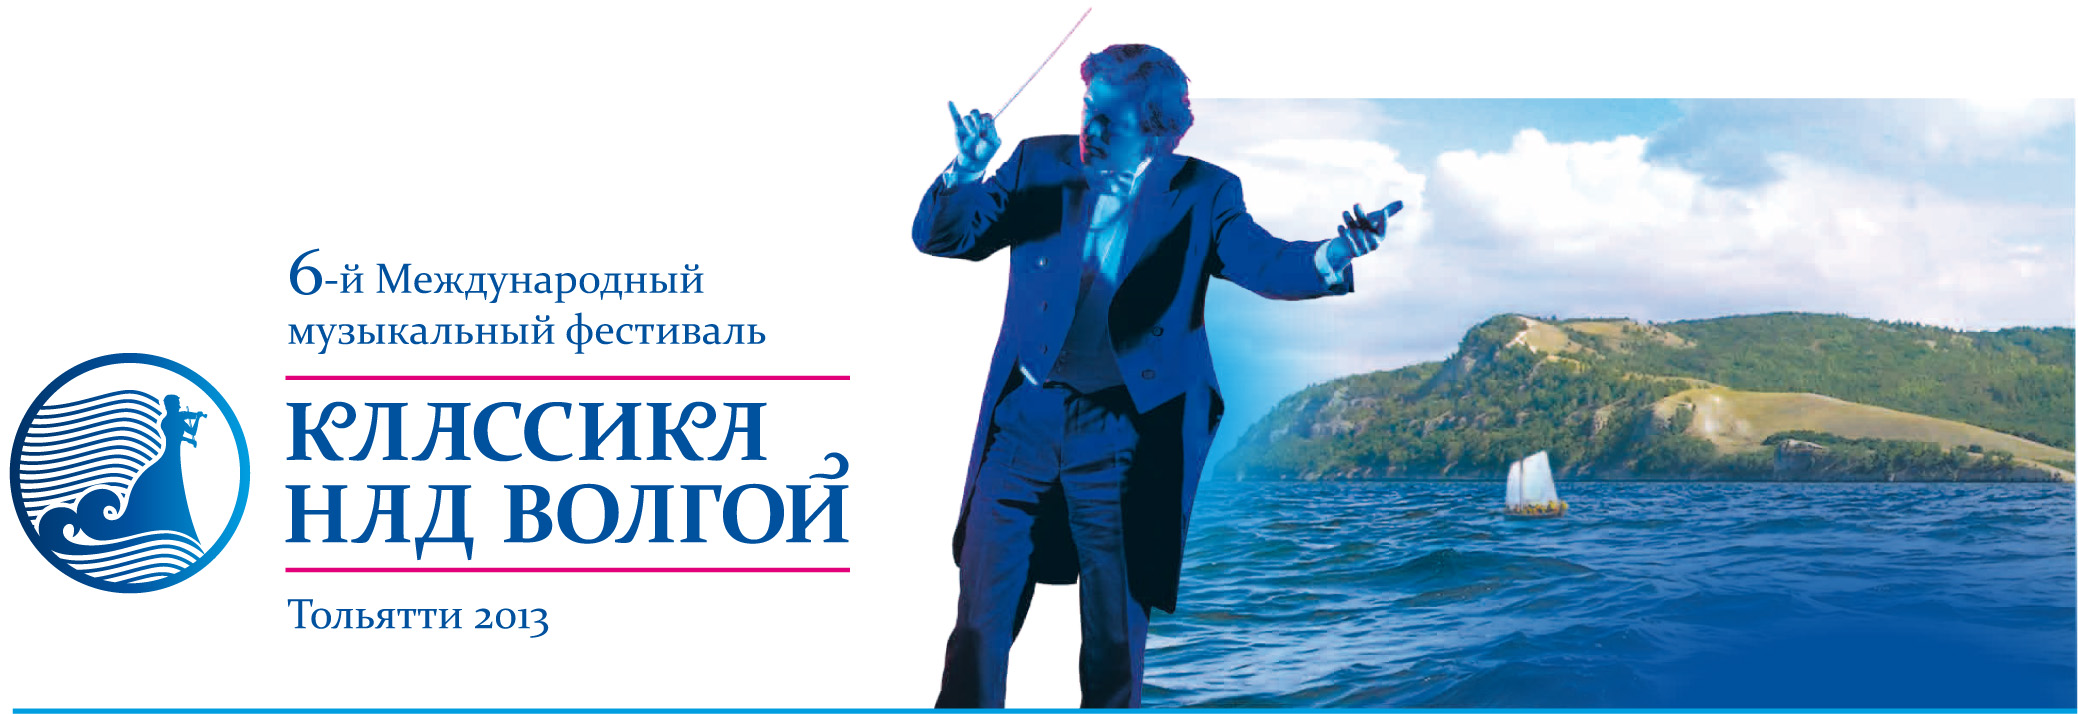 6-й Международный
музыкальный фестиваль
КЛАССИКА
НАД ВОЛГОЙ
Тольятти 2013